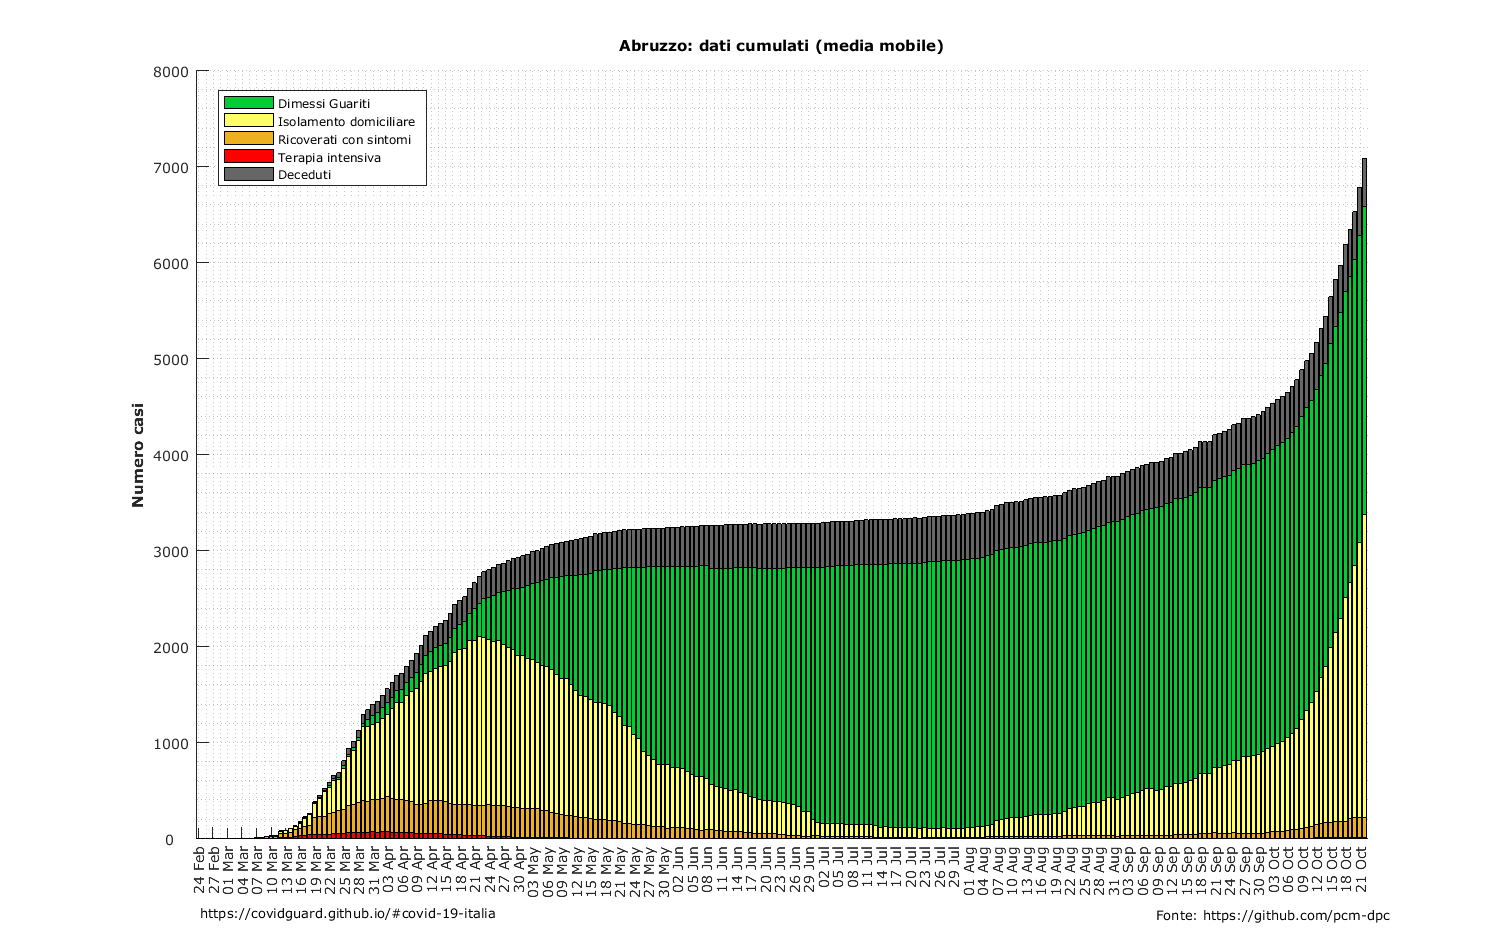 Abruzzo: dati cumulati (media mobile)
8000
7000
6000
5000
4000
3000
2000
1000
0
Numero casi
Dimessi Guariti
Isolamento domiciliare
Ricoverati con sintomi
Terapia intensiva
Deceduti
24 Feb
27 Feb
01 Mar
04 Mar
07 Mar
10 Mar
13 Mar
16 Mar
19 Mar
22 Mar
25 Mar
28 Mar
31 Mar
03 Apr
06 Apr
09 Apr
12 Apr
15 Apr
18 Apr
21 Apr
24 Apr
27 Apr
30 Apr
03 May
06 May
09 May
12 May
15 May
18 May
21 May
24 May
27 May
30 May
02 Jun
05 Jun
08 Jun
11 Jun
14 Jun
17 Jun
20 Jun
23 Jun
26 Jun
29 Jun
02 Jul
05 Jul
08 Jul
11 Jul
14 Jul
17 Jul
20 Jul
23 Jul
26 Jul
29 Jul
01 Aug
04 Aug
07 Aug
10 Aug
13 Aug
16 Aug
19 Aug
22 Aug
25 Aug
28 Aug
31 Aug
03 Sep
06 Sep
09 Sep
12 Sep
15 Sep
18 Sep
21 Sep
24 Sep
27 Sep
30 Sep
03 Oct
06 Oct
09 Oct
12 Oct
15 Oct
18 Oct
21 Oct
https://covidguard.github.io/#covid-19-italia
Fonte: https://github.com/pcm-dpc